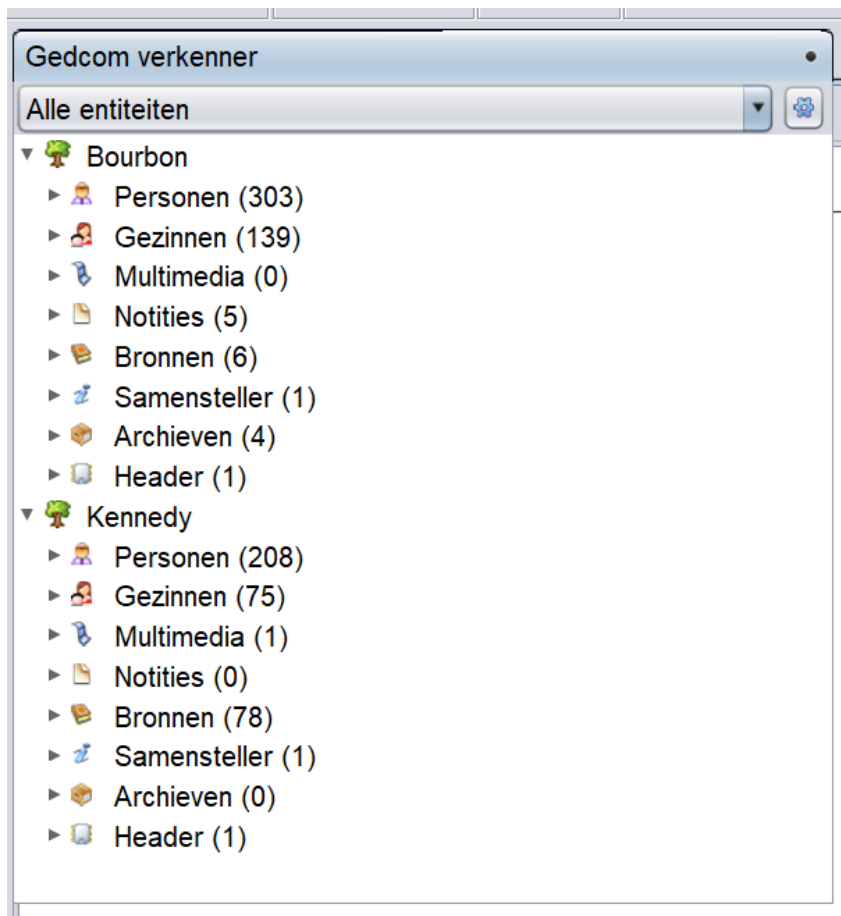 Gedcom verkenner
Alle entiteiten
Bourbon
Personen (303)
Gezinnen (139)
Multimedia (0)
Notities (5)
Bronnen (6)
Samensteller (1)
Archieven (4)
Header (1)
Kennedy
Personen (208)
Gezinnen (75)
Multimedia (1)
Notities (0)
Bronnen (78)
Samensteller (1)
Archieven (0)
Header (1)